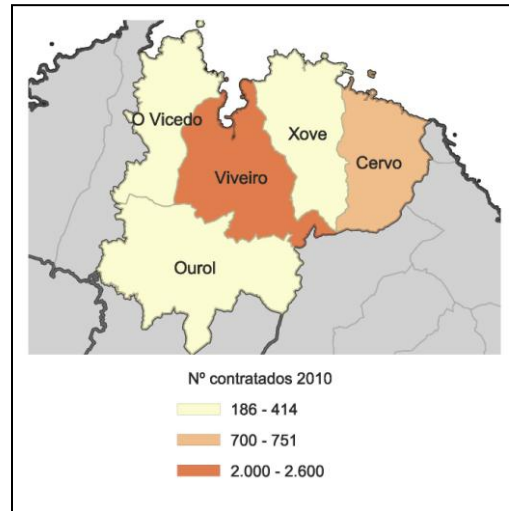 O Vicedo
Xove
Cervo
Viveiro
Ourol
Nº contratados 2010
186 - 414
700 - 751
2.000 - 2.600